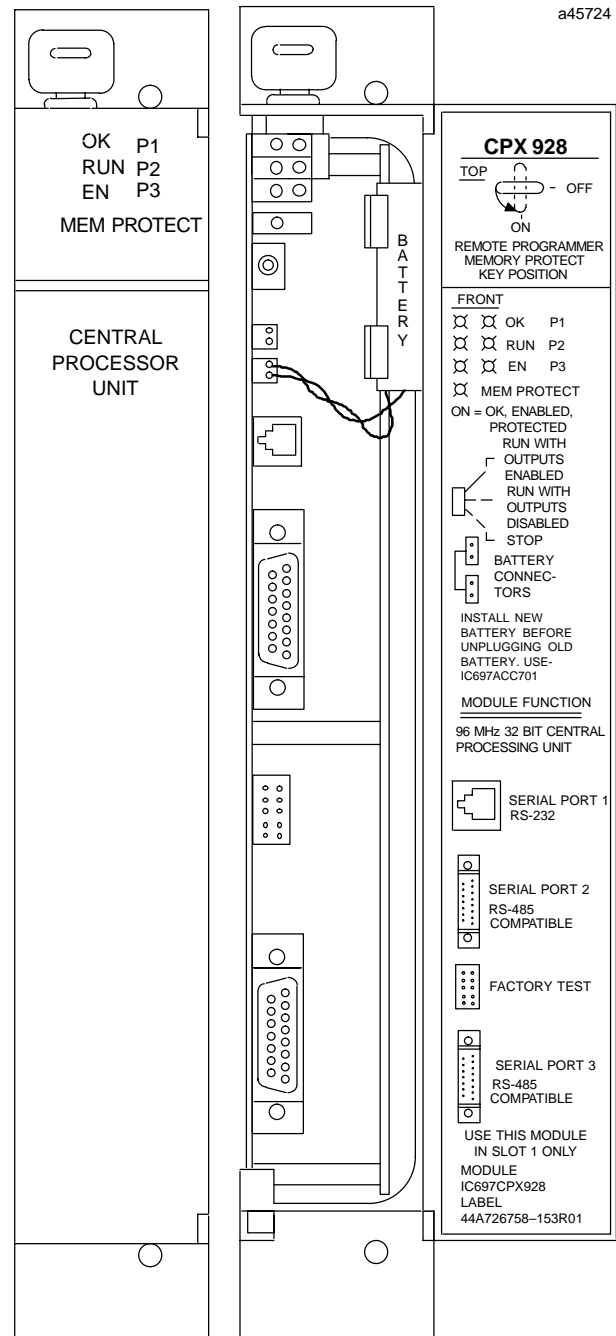 a45724
OK P1
RUN P2
EN P3
MEM PROTECT
CENTRAL
PROCESSOR
UNIT
BATTERY
CPX 928
TOP
OFF
ON
REMOTE PROGRAMMER
MEMORY PROTECT
KEY POSITION
FRONT
OK P1
RUN P2
EN P3
MEM PROTECT
ON = OK, ENABLED,
PROTECTED
RUN WITH
OUTPUTS
ENABLED
RUN WITH
OUTPUTS
DISABLED
STOP
BATTERY
CONNEC-
TORS
INSTALL NEW
BATTERY BEFORE
UNPLUGGING OLD
BATTERY. USE-
IC697ACC701
MODULE FUNCTION
96 MHz 32 BIT CENTRAL
PROCESSING UNIT
SERIAL PORT 1
RS-232
SERIAL PORT 2
RS-485
COMPATIBLE
FACTORY TEST
SERIAL PORT 3
RS-485
COMPATIBLE
USE THIS MODULE
IN SLOT 1 ONLY
MODULE
IC697CPX928
LABEL
44A726758–153R01